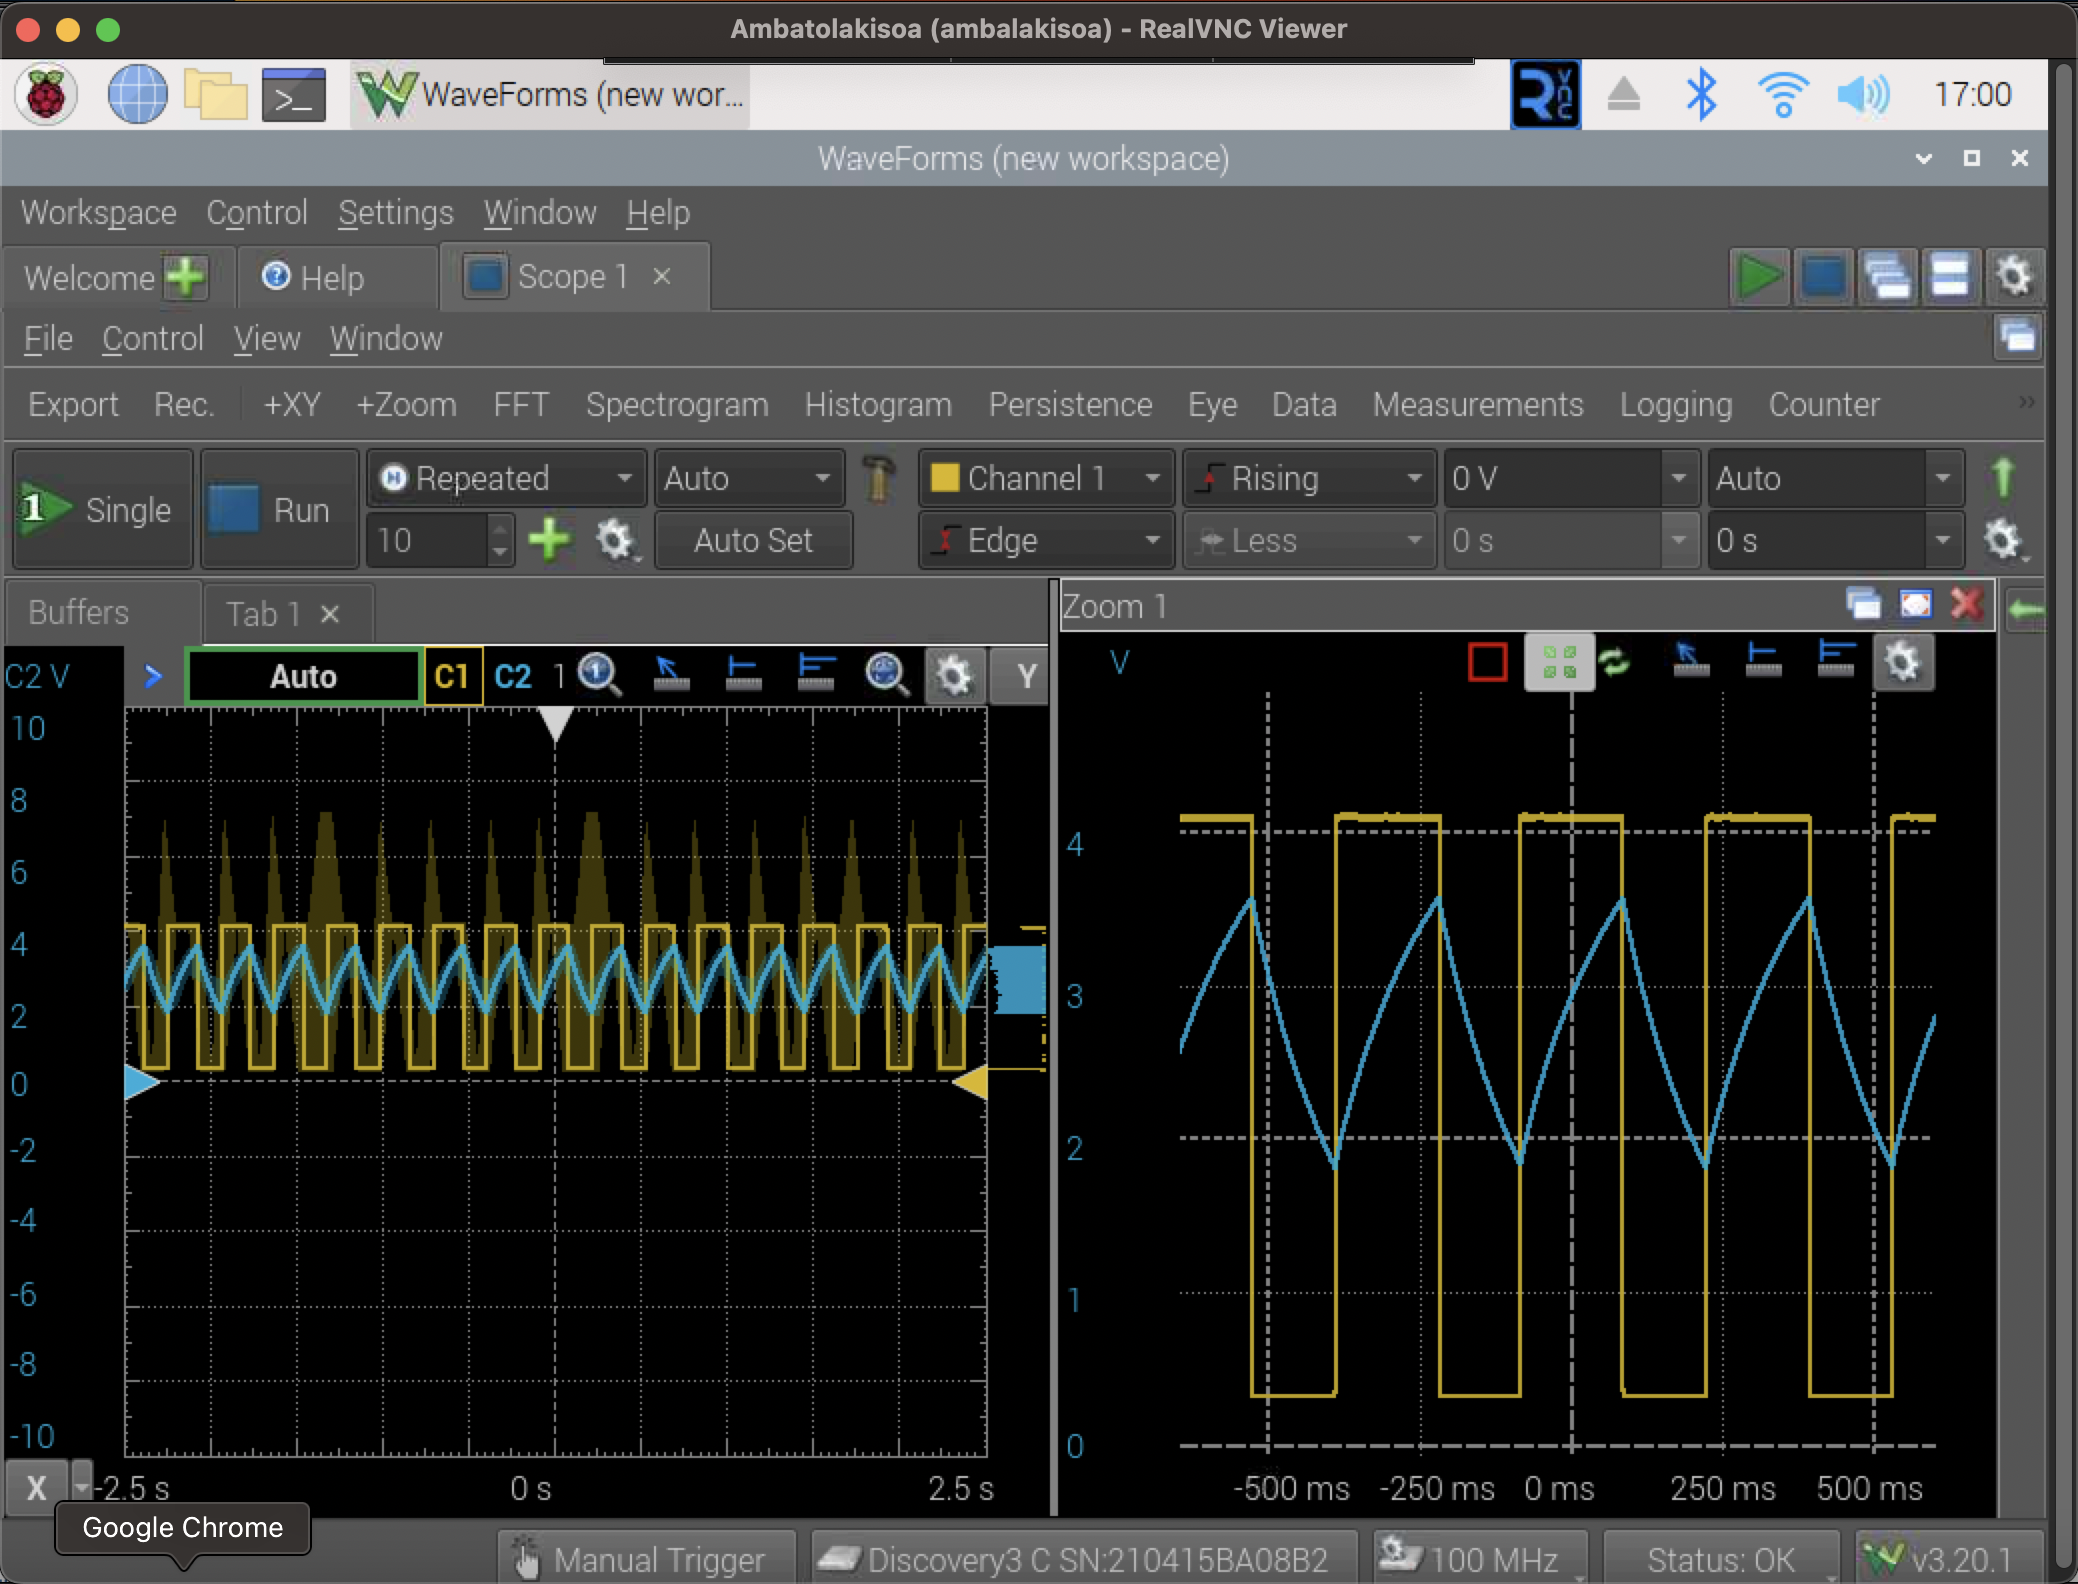 Ambatolakisoa (ambalakisoa) - RealVNC Viewer
WaveForms (new wor...
17:00
WaveForms (new workspace)
Workspace Control Settings Window Help
Welcome Help Scope 1
File Control View Window
Export Rec. +XY +Zoom FFT Spectrogram Histogram Persistence Eye Data Measurements Logging Counter »
1 Single Run Repeated Auto Channel 1 Rising 0 V Auto
10 Auto Set Edge Less 0 s 0 s
Buffers Tab 1
Zoom 1
C2 V Auto C1 C2 1 Y
V
10
8
6
4
2
0
-2
-4
-6
-8
-10
X -2.5 s 0 s 2.5 s
4
3
2
1
0
-500 ms -250 ms 0 ms 250 ms 500 ms
Google Chrome
Manual Trigger Discovery3 C SN:210415BA08B2 100 MHz Status: OK v3.20.1